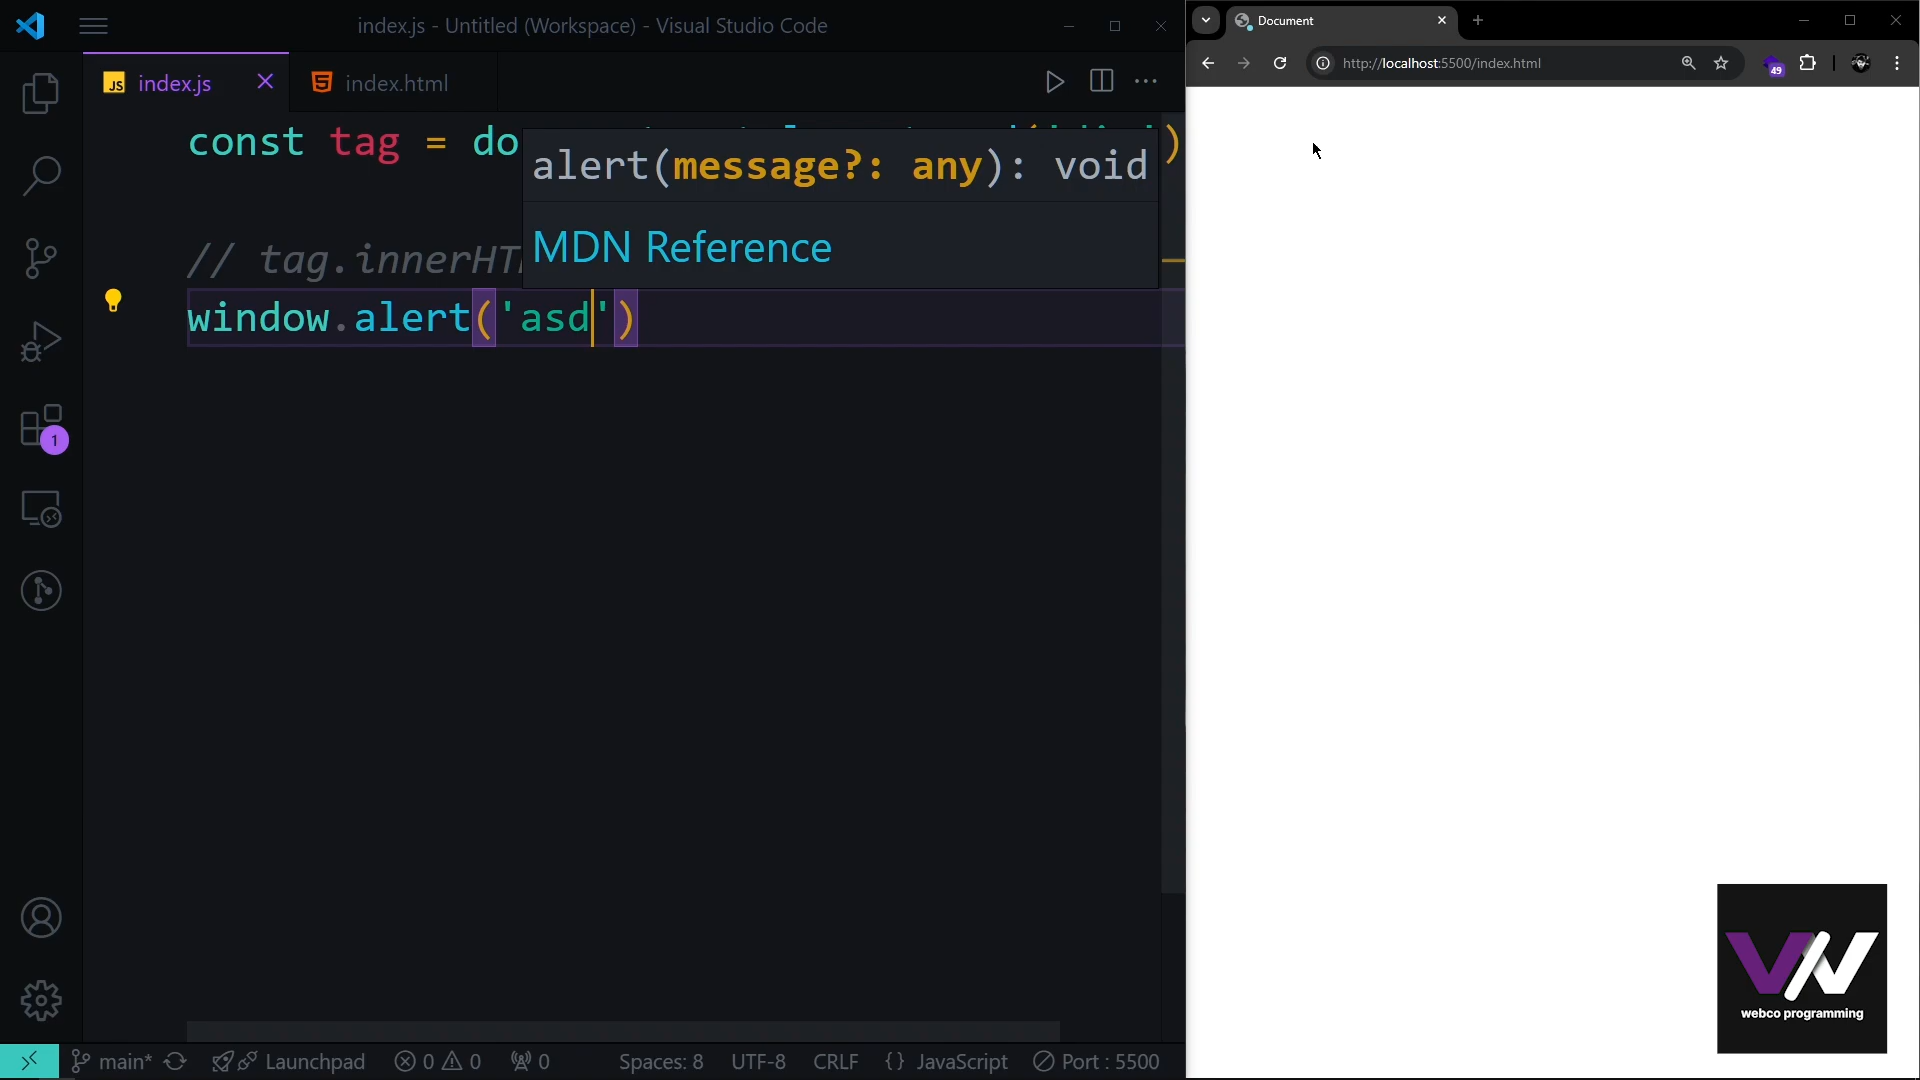 index.js - Untitled (Workspace) - Visual Studio Code
JS index.js
index.html
const tag = do
)
alert(message?: any): void
MDN Reference
// tag.innerHT
window.alert('asd')
1
main*
Launchpad
0
0
0
Spaces: 8
UTF-8
CRLF
{} JavaScript
Port : 5500
Document
http://localhost:5500/index.html
49
webco programming